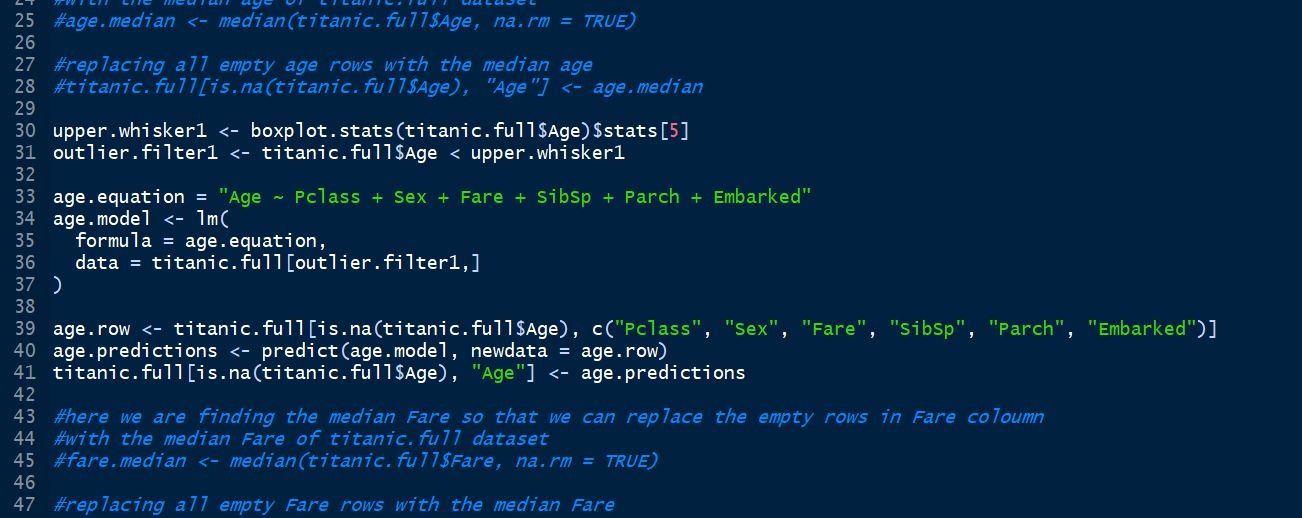 24 #with the median age of titanic.full dataset
25 #age.median <- median(titanic.full$Age, na.rm = TRUE)
26
27 #replacing all empty age rows with the median age
28 #titanic.full[is.na(titanic.full$Age), "Age"] <- age.median
29
30 upper.whisker1 <- boxplot.stats(titanic.full$Age)$stats[5]
31 outlier.filter1 <- titanic.full$Age < upper.whisker1
32
33 age.equation = "Age ~ Pclass + Sex + Fare + SibSp + Parch + Embarked"
34 age.model <- lm(
35   formula = age.equation,
36   data = titanic.full[outlier.filter1,]
37 )
38
39 age.row <- titanic.full[is.na(titanic.full$Age), c("Pclass", "Sex", "Fare", "SibSp", "Parch", "Embarked")]
40 age.predictions <- predict(age.model, newdata = age.row)
41 titanic.full[is.na(titanic.full$Age), "Age"] <- age.predictions
42
43 #here we are finding the median Fare so that we can replace the empty rows in Fare coloumn
44 #with the median Fare of titanic.full dataset
45 #fare.median <- median(titanic.full$Fare, na.rm = TRUE)
46
47 #replacing all empty Fare rows with the median Fare